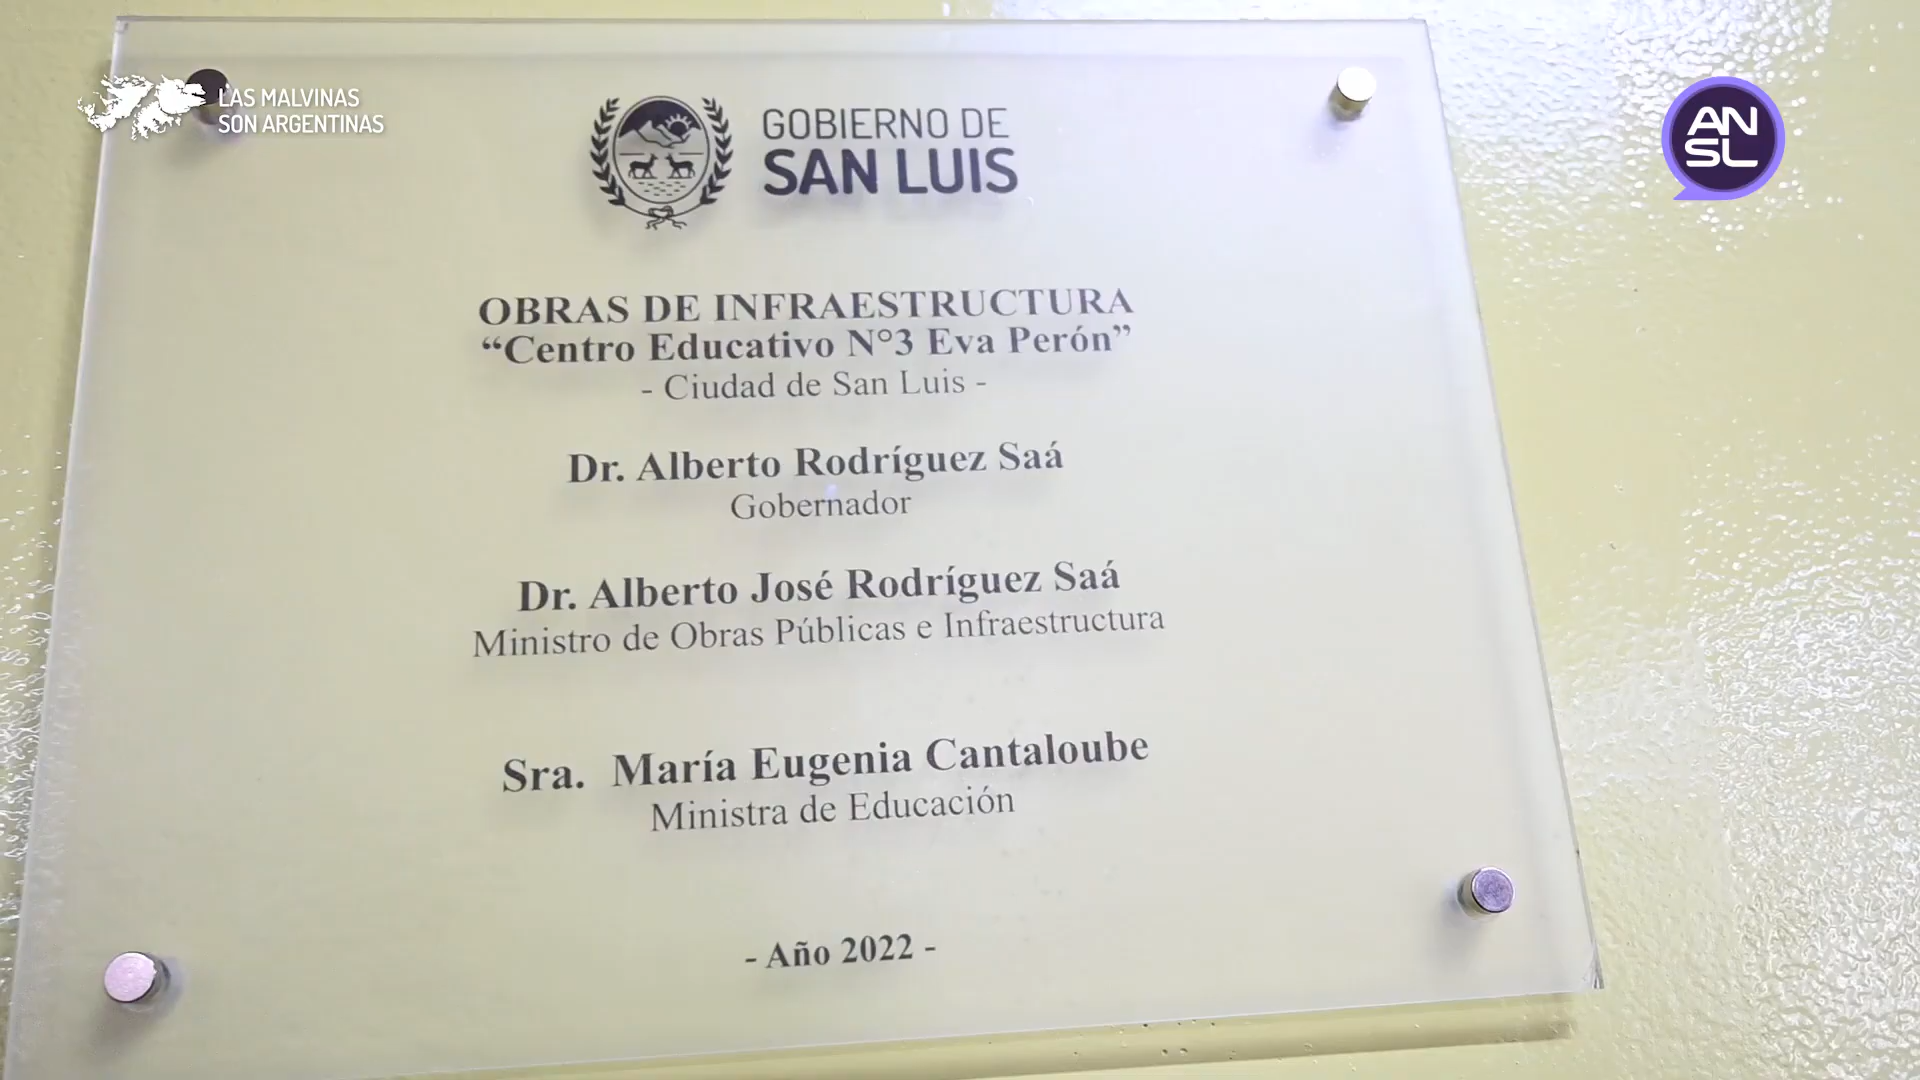 LAS MALVINAS
SON ARGENTINAS
GOBIERNO DE
SAN LUIS
AN
SL
OBRAS DE INFRAESTRUCTURA
“Centro Educativo N°3 Eva Perón”
- Ciudad de San Luis -
Dr. Alberto Rodríguez Saá
Gobernador
Dr. Alberto José Rodríguez Saá
Ministro de Obras Públicas e Infraestructura
Sra. María Eugenia Cantaloube
Ministra de Educación
- Año 2022 -